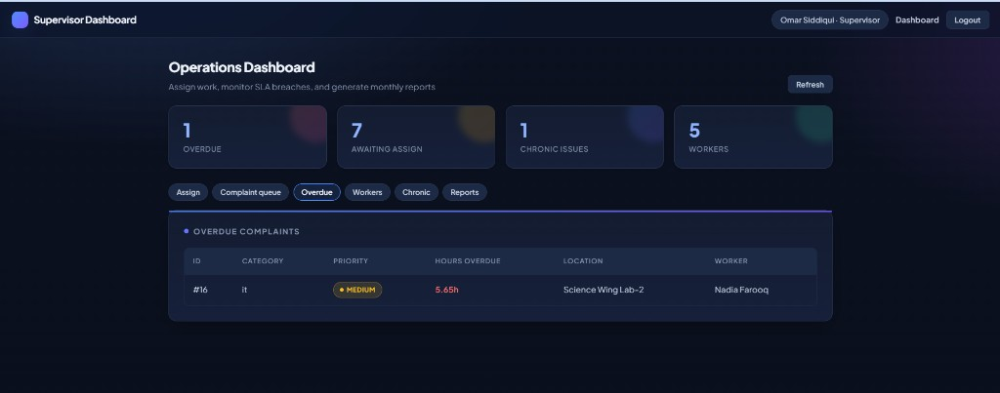 Supervisor Dashboard
Omar Siddiqui · Supervisor Dashboard Logout
Operations Dashboard
Assign work, monitor SLA breaches, and generate monthly reports
Refresh
1 7 1 5
OVERDUE AWAITING ASSIGN CHRONIC ISSUES WORKERS
Assign Complaint queue Overdue Workers Chronic Reports
OVERDUE COMPLAINTS
ID CATEGORY PRIORITY HOURS OVERDUE LOCATION WORKER
#16 it MEDIUM 5.65h Science Wing Lab-2 Nadia Farooq